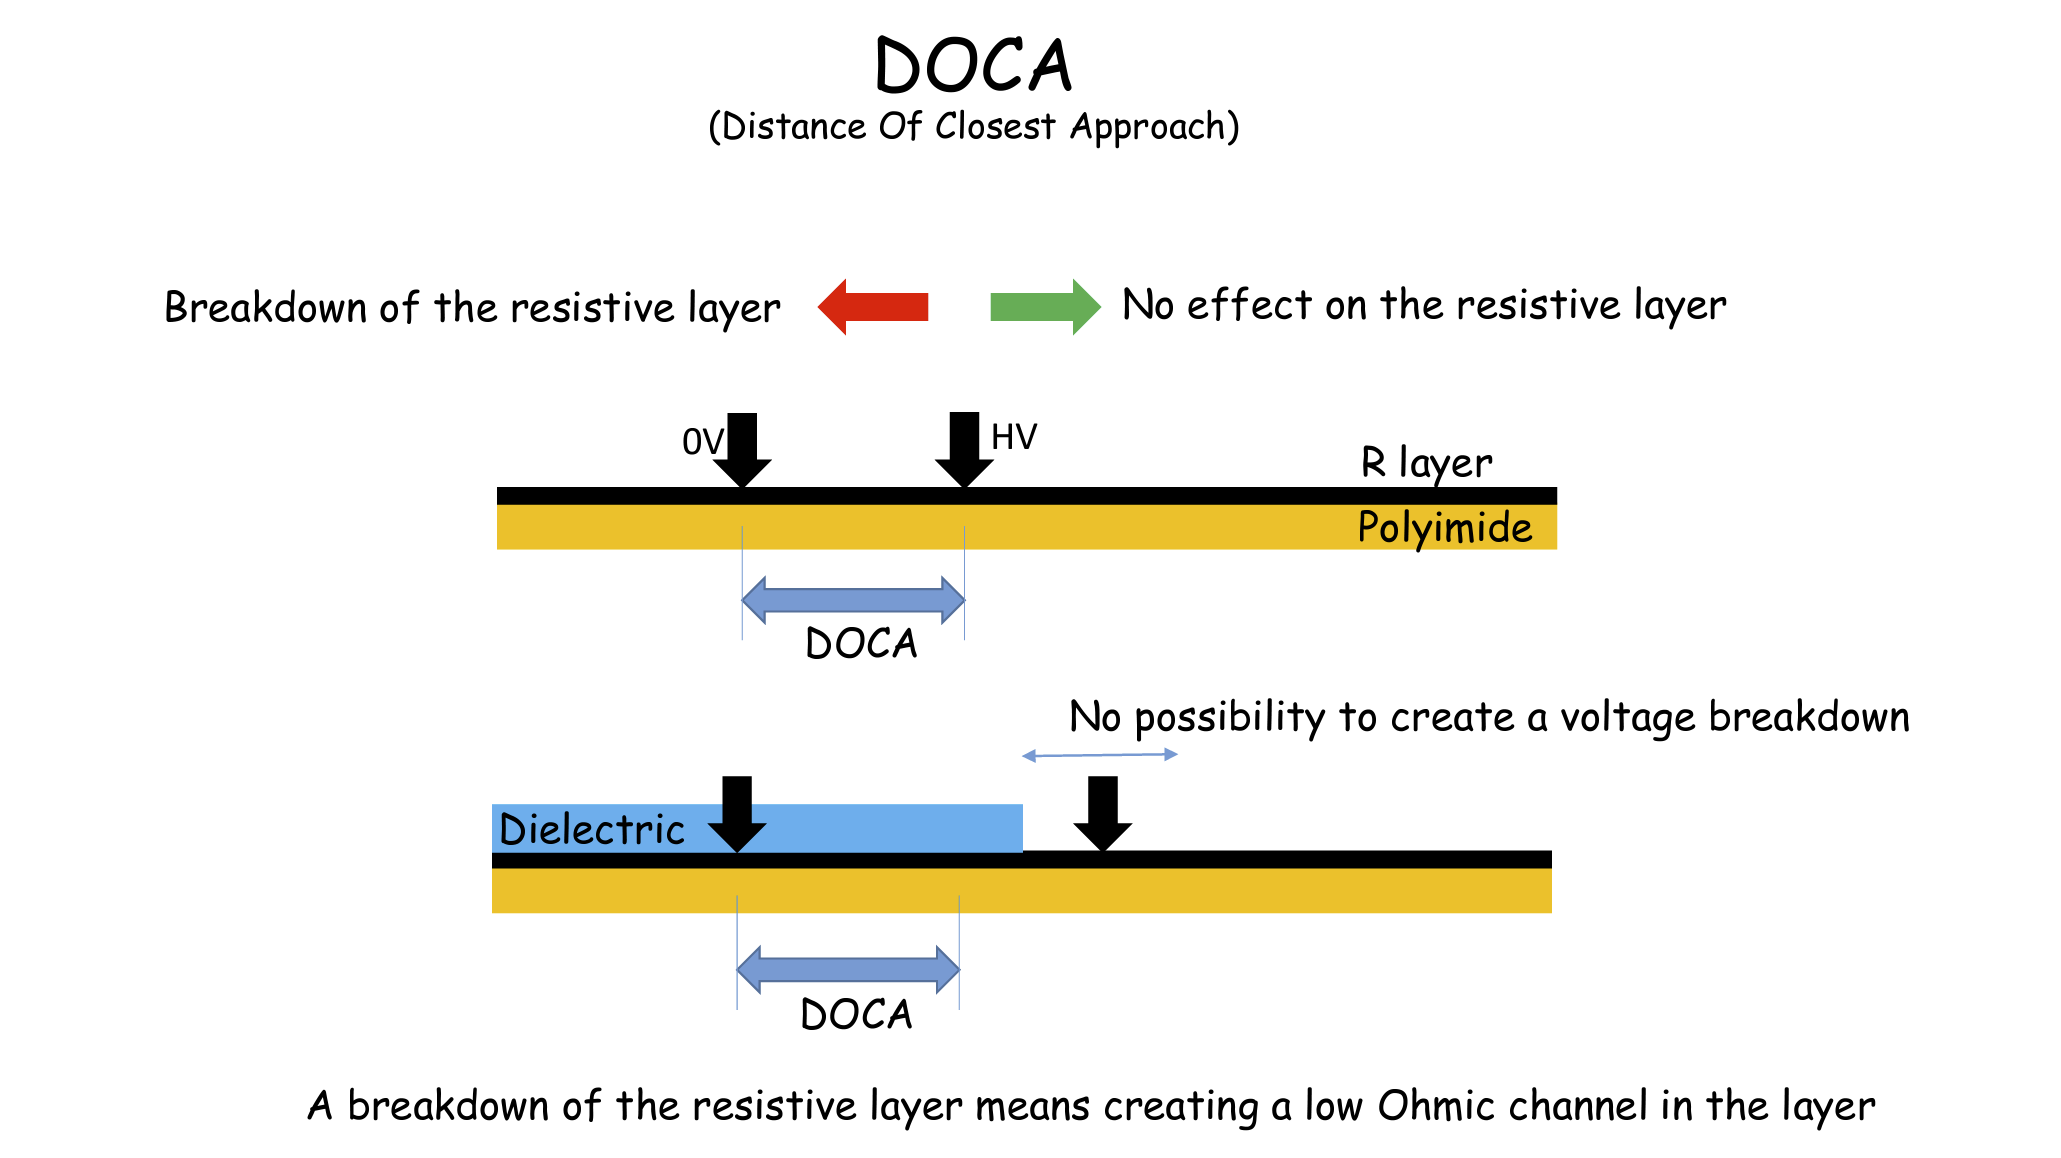 DOCA
(Distance Of Closest Approach)
Breakdown of the resistive layer
No effect on the resistive layer
0V
HV
R layer
Polyimide
DOCA
No possibility to create a voltage breakdown
Dielectric
DOCA
A breakdown of the resistive layer means creating a low Ohmic channel in the layer